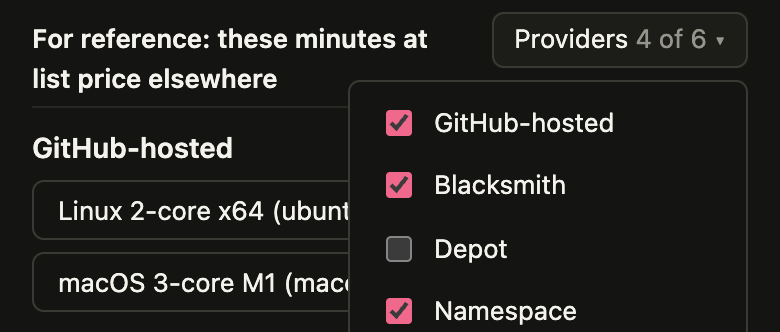 For reference: these minutes at
list price elsewhere
Providers 4 of 6 ▾
GitHub-hosted
Blacksmith
Depot
Namespace
GitHub-hosted
Linux 2-core x64 (ubunt
macOS 3-core M1 (mac